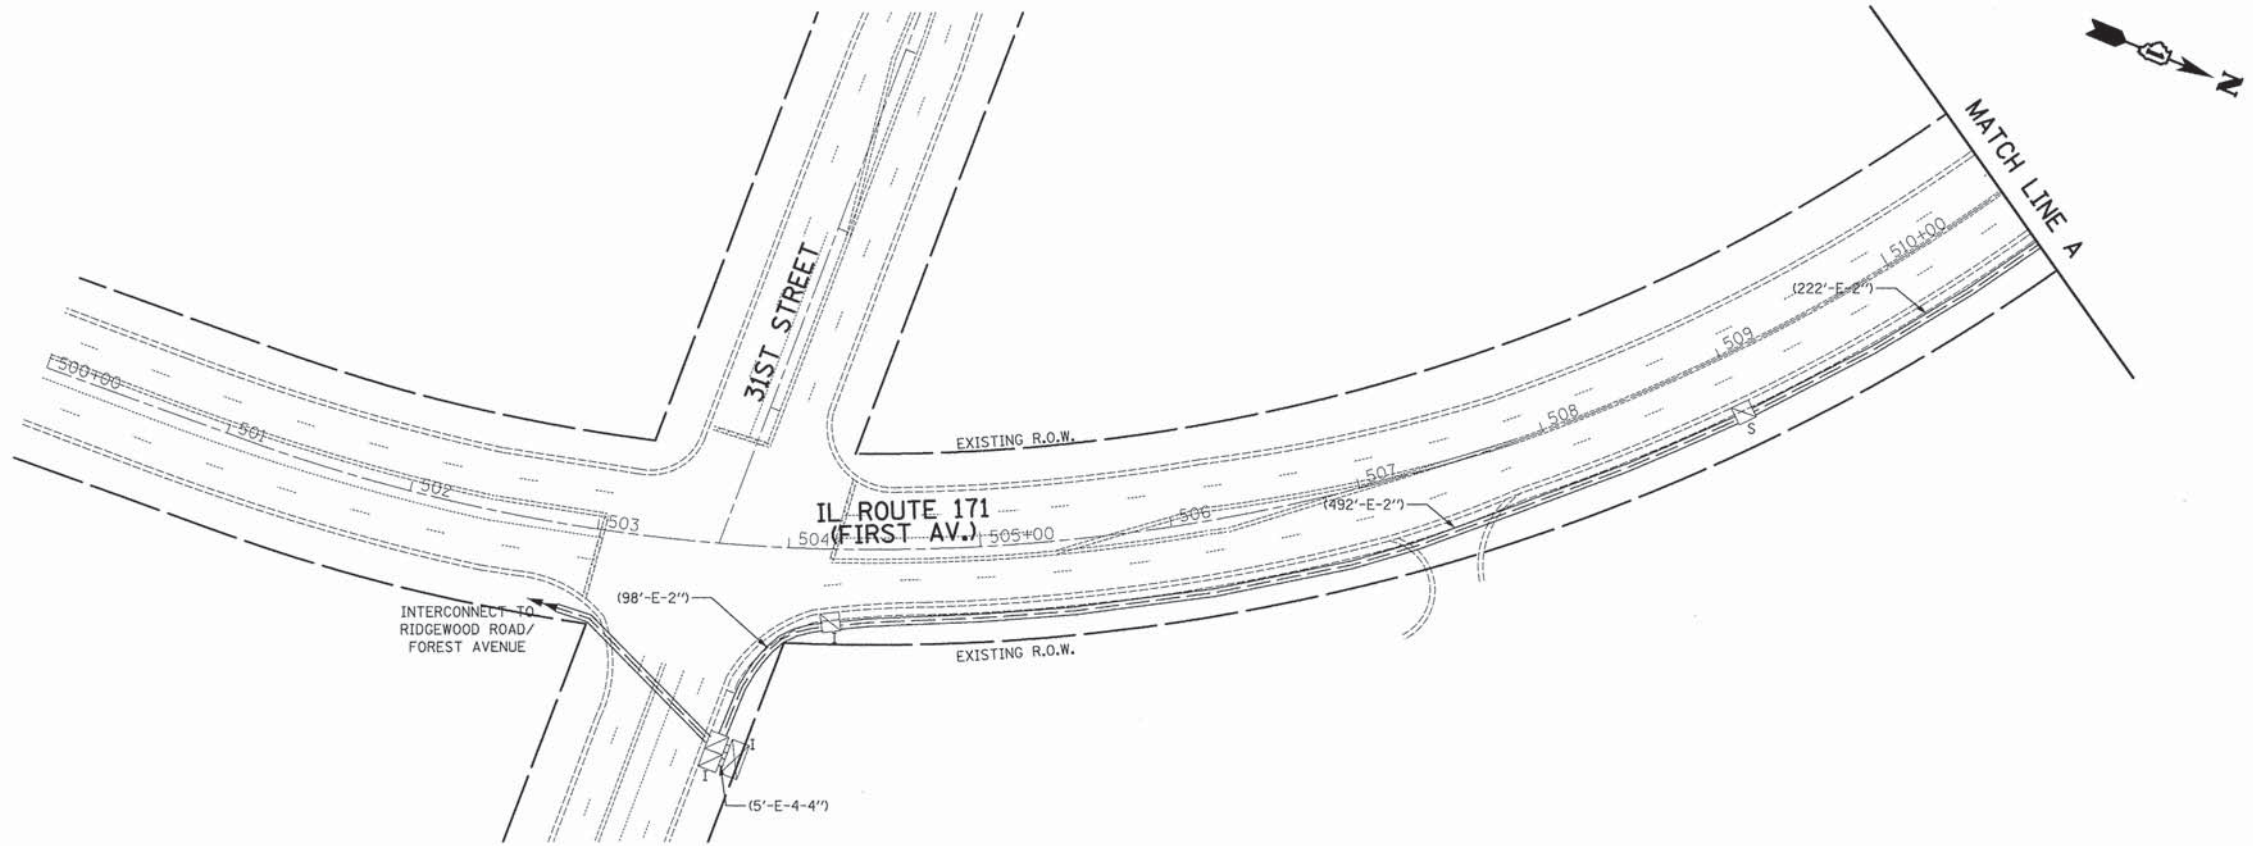 N
MATCH LINE A
31ST STREET
510+00
(222'-E-2")
509
500+00
508
501
EXISTING R.O.W.
S
507
502
IL ROUTE 171
(FIRST AV.)
(492'-E-2")
506
503
504
505+00
(98'-E-2")
INTERCONNECT TO
RIDGEWOOD ROAD/
FOREST AVENUE
I
EXISTING R.O.W.
I
I
(5'-E-4-4")